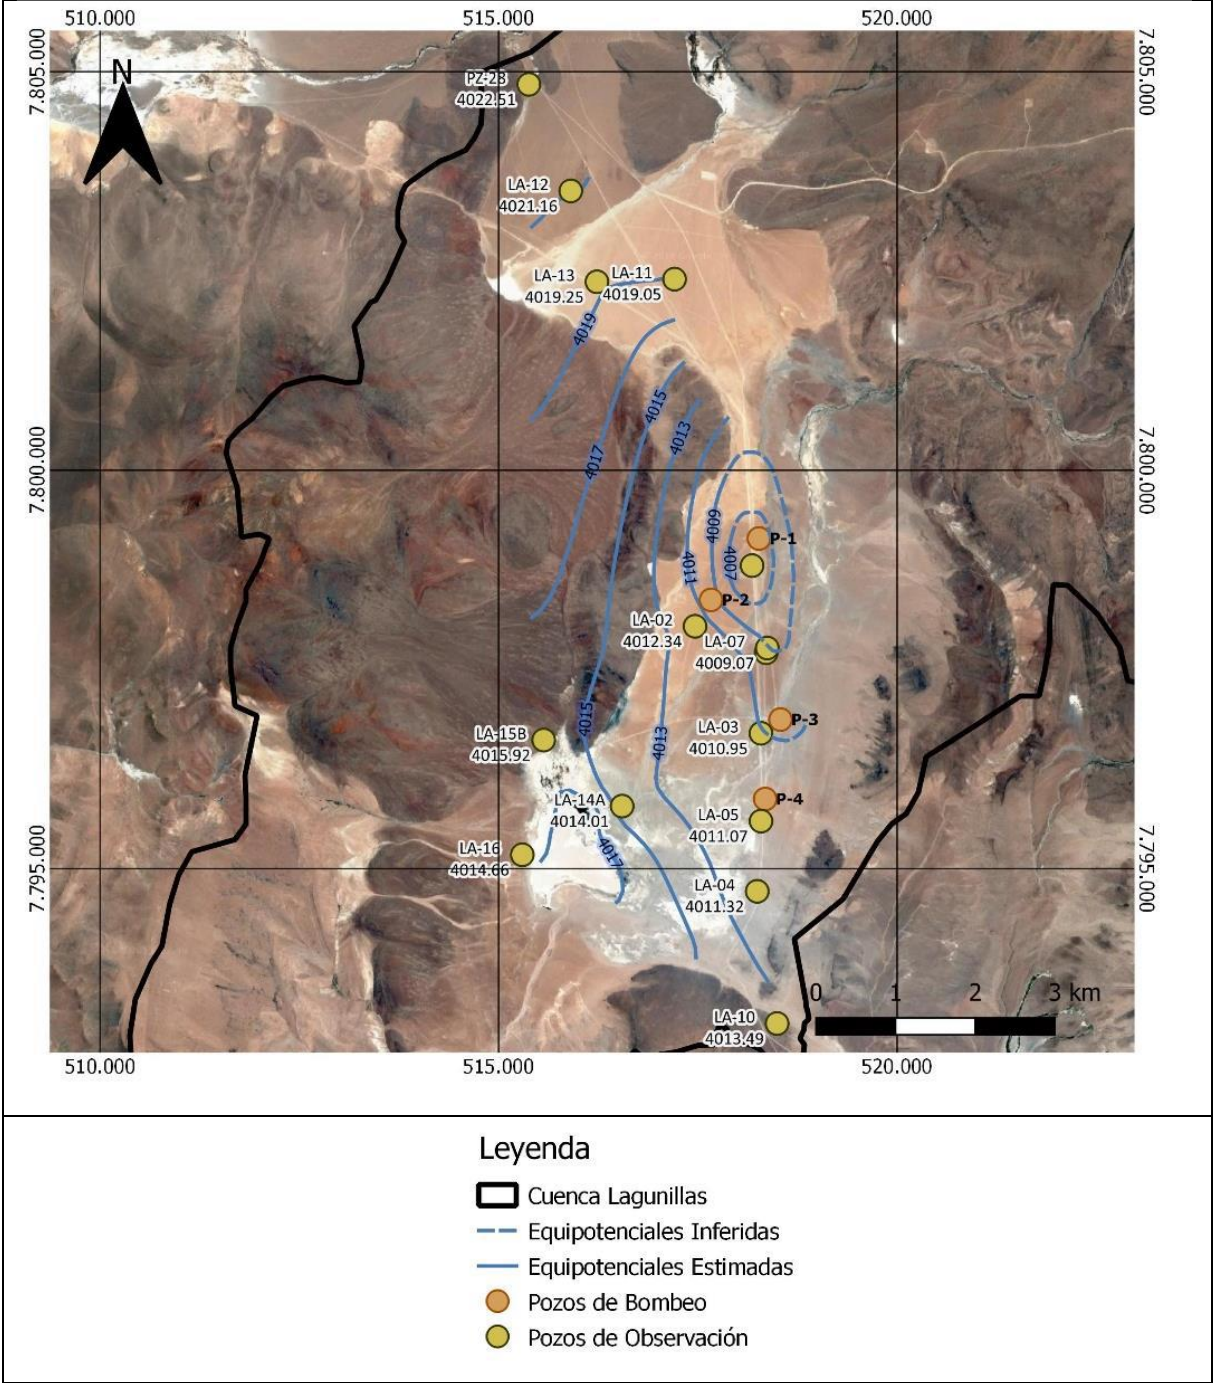 510.000
515.000
520.000
7.805.000
7.805.000
N
PZ-2B
4022.51
LA-12
4021.16
LA-13
4019.25
LA-11
4019.05
4019
4015
4013
4017
7.800.000
7.800.000
4009
P-1
4011
4007
P-2
LA-02
4012.34
LA-07
4009.07
4015
4013
P-3
LA-03
4010.95
LA-15B
4015.92
LA-14A
4014.01
P-4
LA-05
4011.07
4017
LA-16
4014.66
7.795.000
7.795.000
LA-04
4011.32
LA-10
4013.49
0
1
2
3 km
510.000
515.000
520.000
Leyenda
Cuenca Lagunillas
Equipotenciales Inferidas
Equipotenciales Estimadas
Pozos de Bombeo
Pozos de Observación